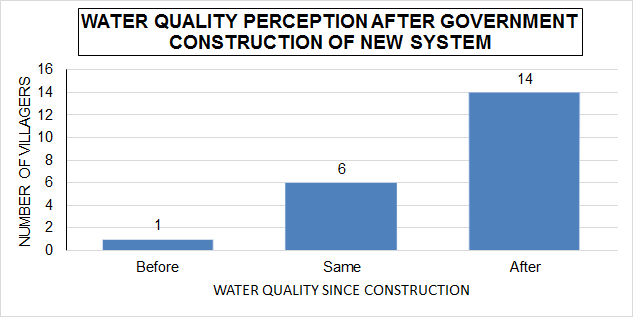 WATER QUALITY PERCEPTION AFTER GOVERNMENT
CONSTRUCTION OF NEW SYSTEM
NUMBER OF VILLAGERS
16
14
12
10
8
6
4
2
0
1
6
14
Before Same After
WATER QUALITY SINCE CONSTRUCTION